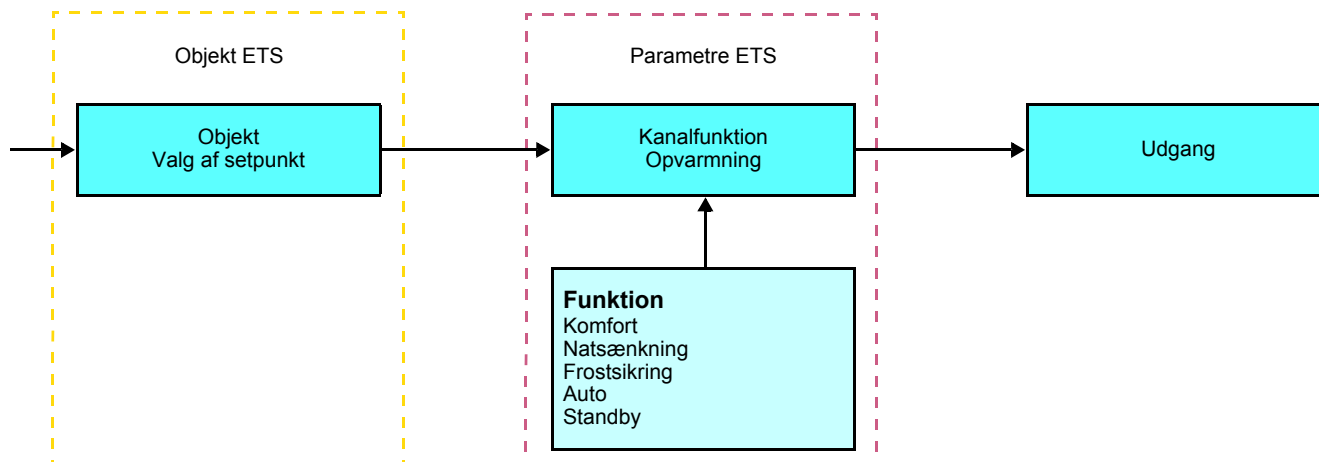 Objekt ETS
Parametre ETS
Objekt
Valg af setpunkt
Kanalfunktion
Opvarmning
Udgang
Funktion
Komfort
Natsænkning
Frostsikring
Auto
Standby